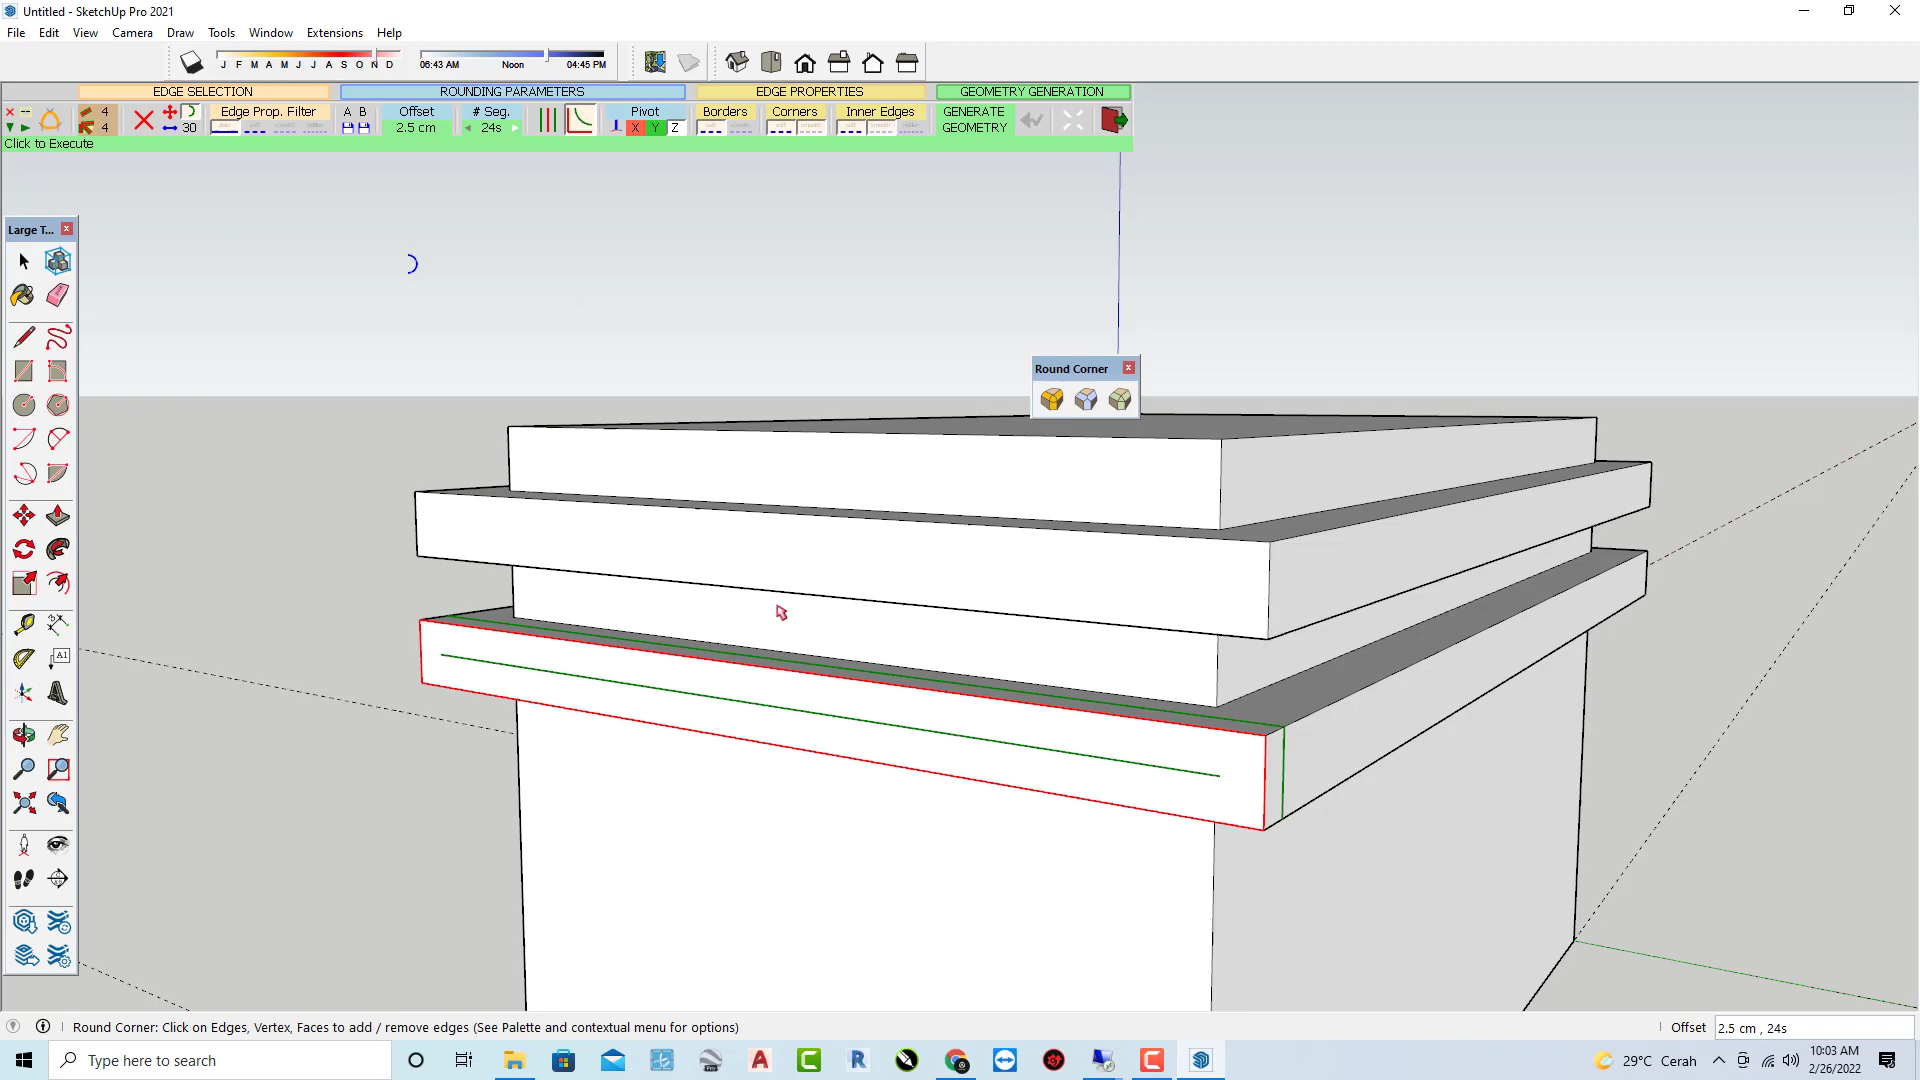 Untitled - SketchUp Pro 2021
File Edit View Camera Draw Tools Window Extensions Help
J F M A M J J A S O N D
06:43 AM Noon 04:45 PM
EDGE SELECTION ROUNDING PARAMETERS EDGE PROPERTIES GEOMETRY GENERATION
4 Edge Prop. Filter A B Offset # Seg. Pivot Borders Corners Inner Edges GENERATE
4 30 2.5 cm 24s X Y Z GEOMETRY
Click to Execute
Large T...
Round Corner
A1
Round Corner: Click on Edges, Vertex, Faces to add / remove edges (See Palette and contextual menu for options)
Offset 2.5 cm , 24s
Type here to search
29°C Cerah
10:03 AM
2/26/2022